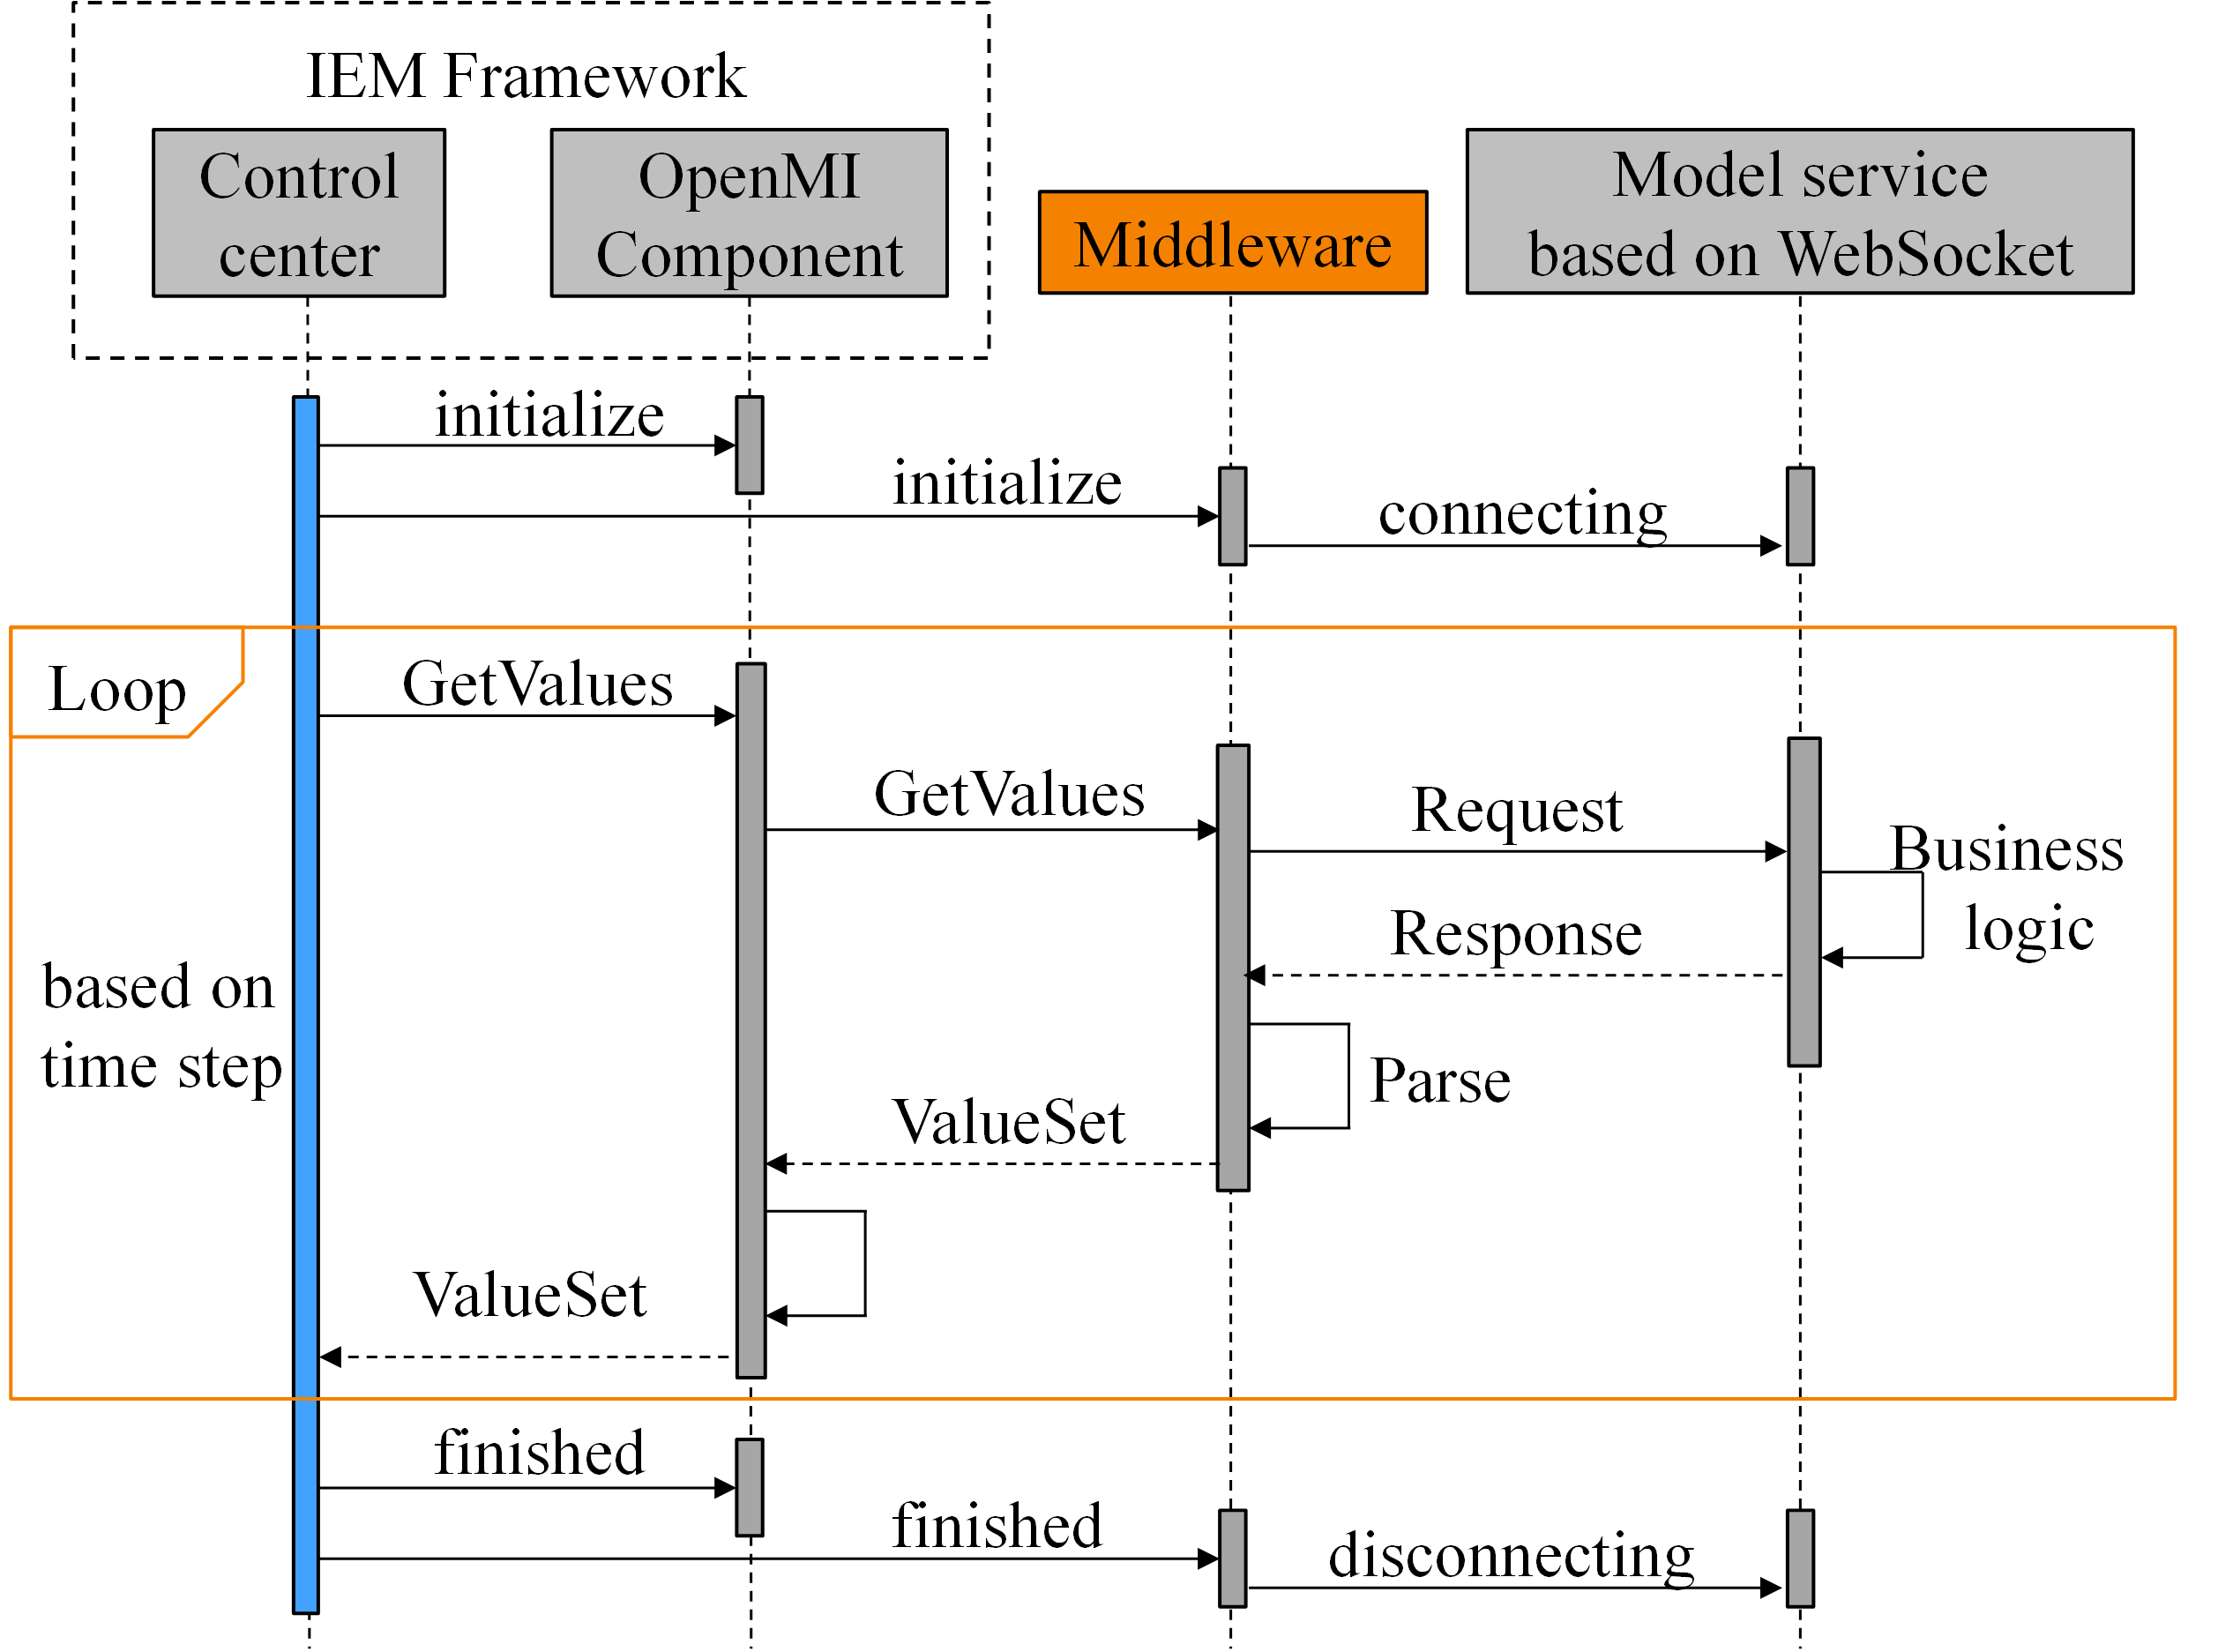 IEM Framework
Control
center
OpenMI
Component
Middleware
Model service
based on WebSocket
initialize
initialize
connecting
Loop
GetValues
GetValues
Request
Business
logic
Response
based on
time step
Parse
ValueSet
ValueSet
finished
finished
disconnecting